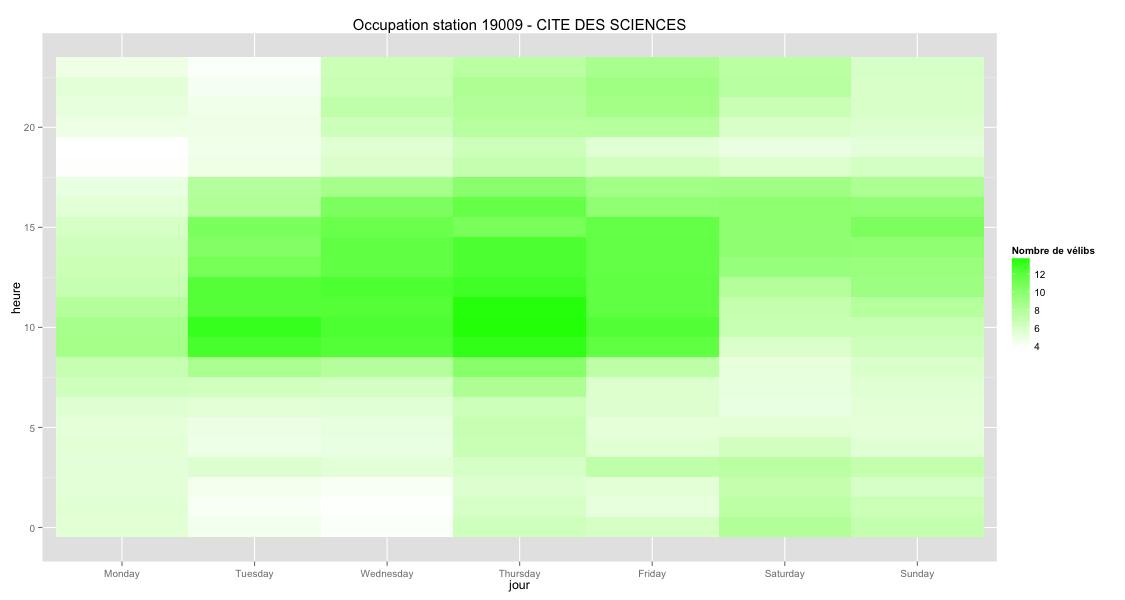 Occupation station 19009 - CITE DES SCIENCES
heure
20
15
10
5
0
Monday Tuesday Wednesday Thursday Friday Saturday Sunday
jour
Nombre de vélibs
12
10
8
6
4